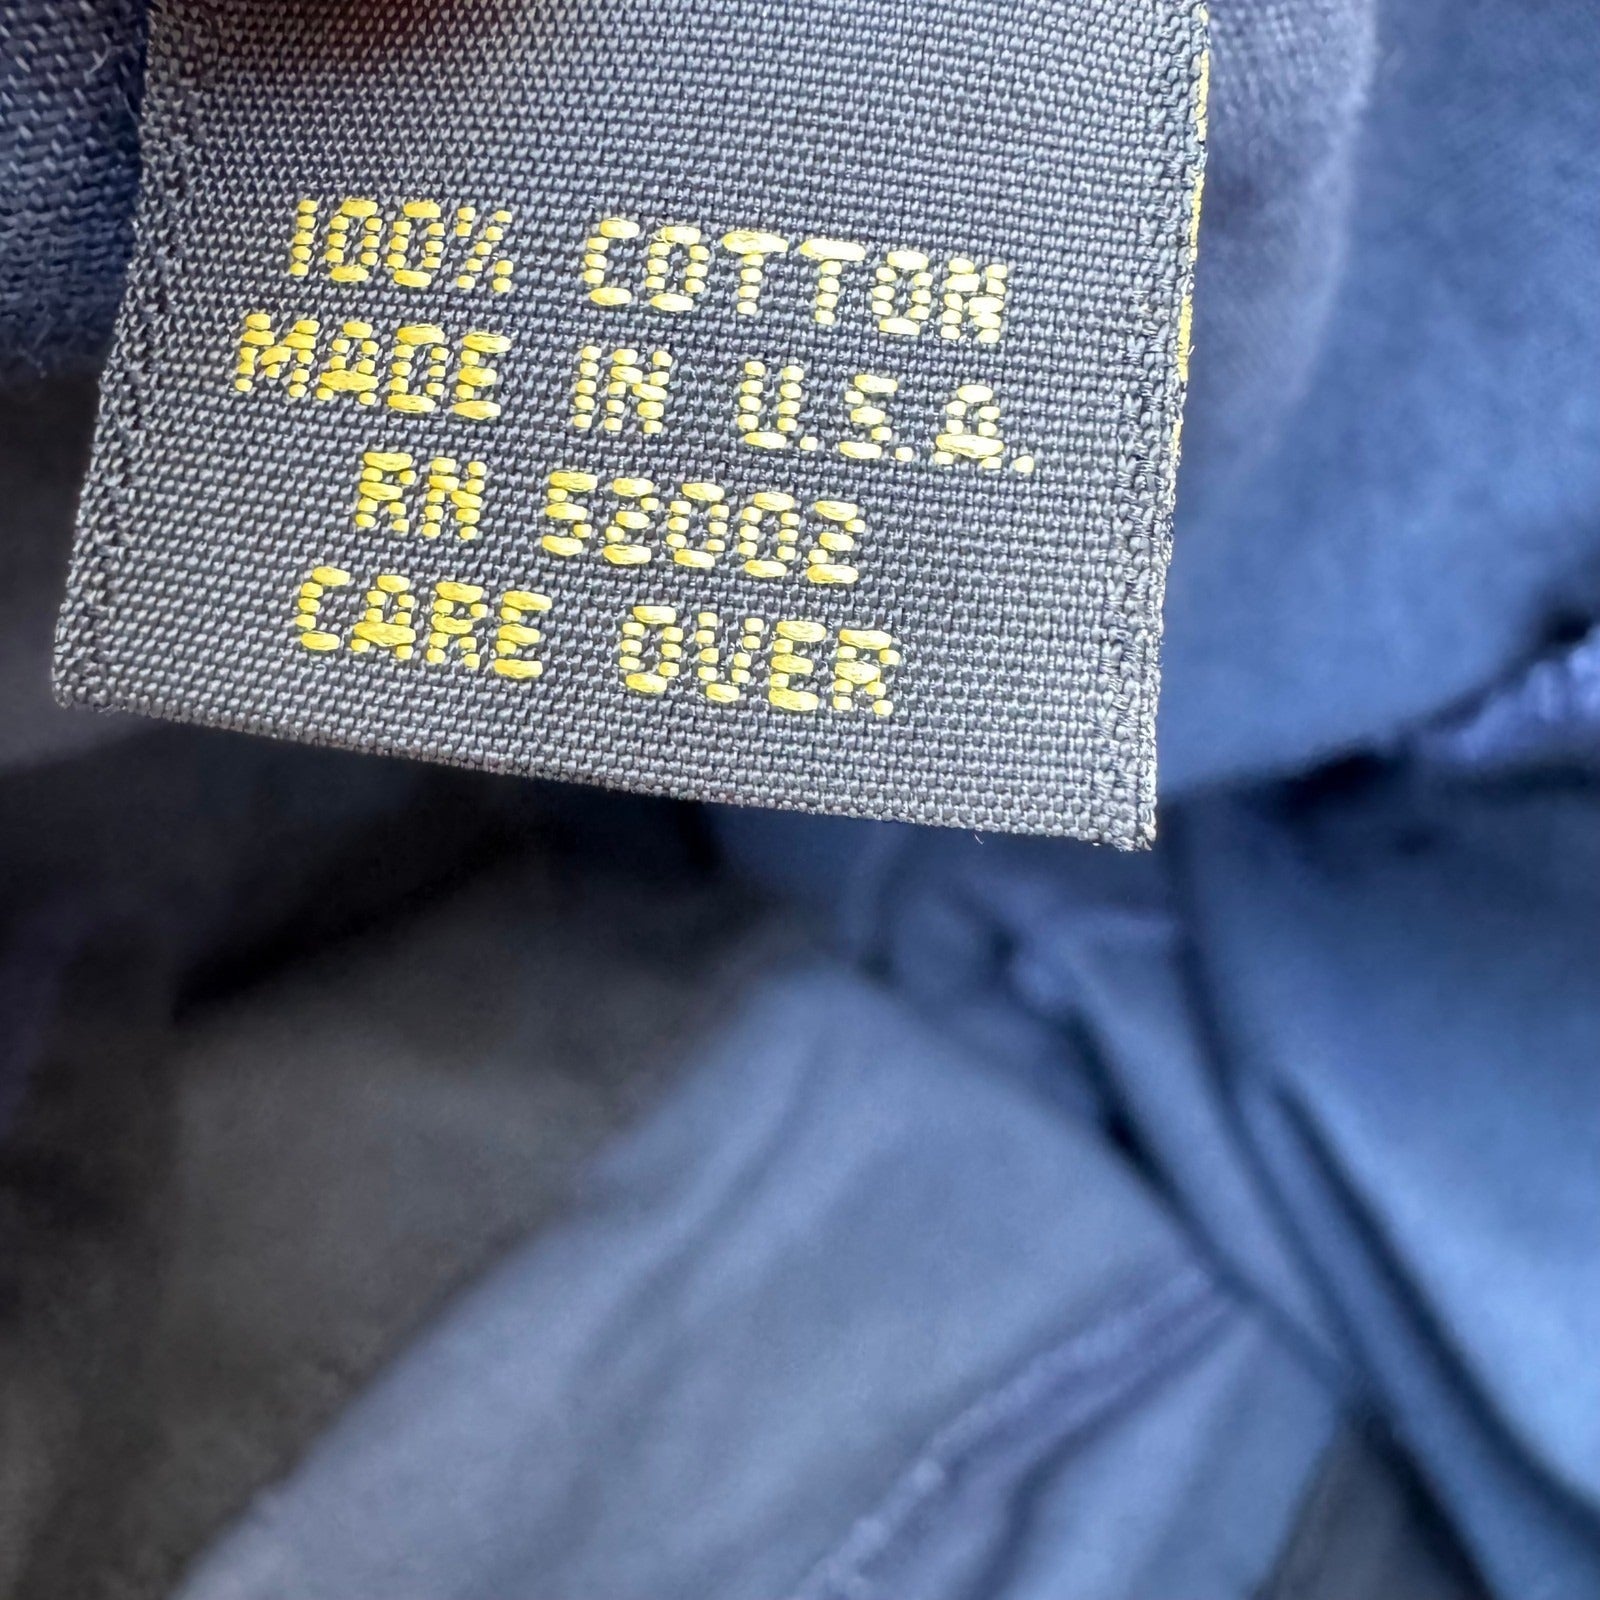 100% COTTON
MADE IN U.S.A.
RN 52002
CARE OVER